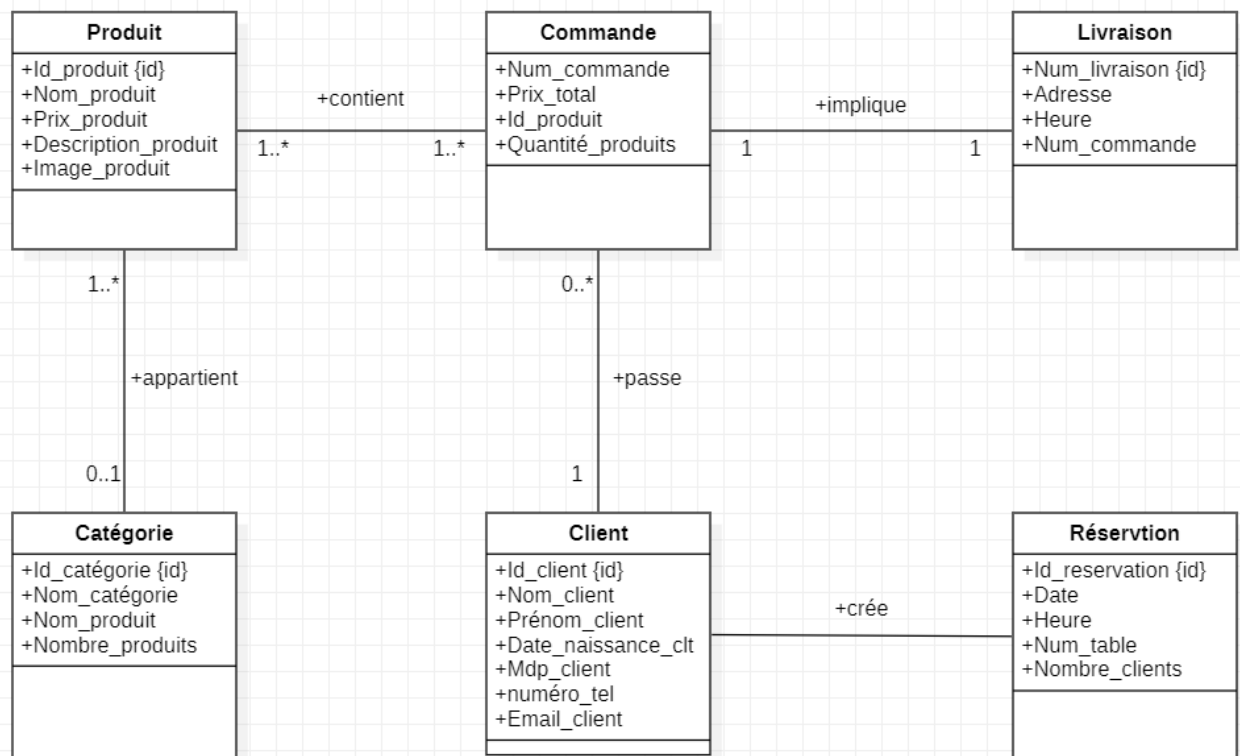 Produit
+Id_produit {id}
+Nom_produit
+Prix_produit
+Description_produit
+Image_produit
+contient
1..*
1..*
Commande
+Num_commande
+Prix_total
+Id_produit
+Quantité_produits
+implique
1
1
Livraison
+Num_livraison {id}
+Adresse
+Heure
+Num_commande
1..*
+appartient
0..1
0..*
+passe
1
Catégorie
+Id_catégorie {id}
+Nom_catégorie
+Nom_produit
+Nombre_produits
Client
+Id_client {id}
+Nom_client
+Prénom_client
+Date_naissance_clt
+Mdp_client
+numéro_tel
+Email_client
+crée
Réservtion
+Id_reservation {id}
+Date
+Heure
+Num_table
+Nombre_clients